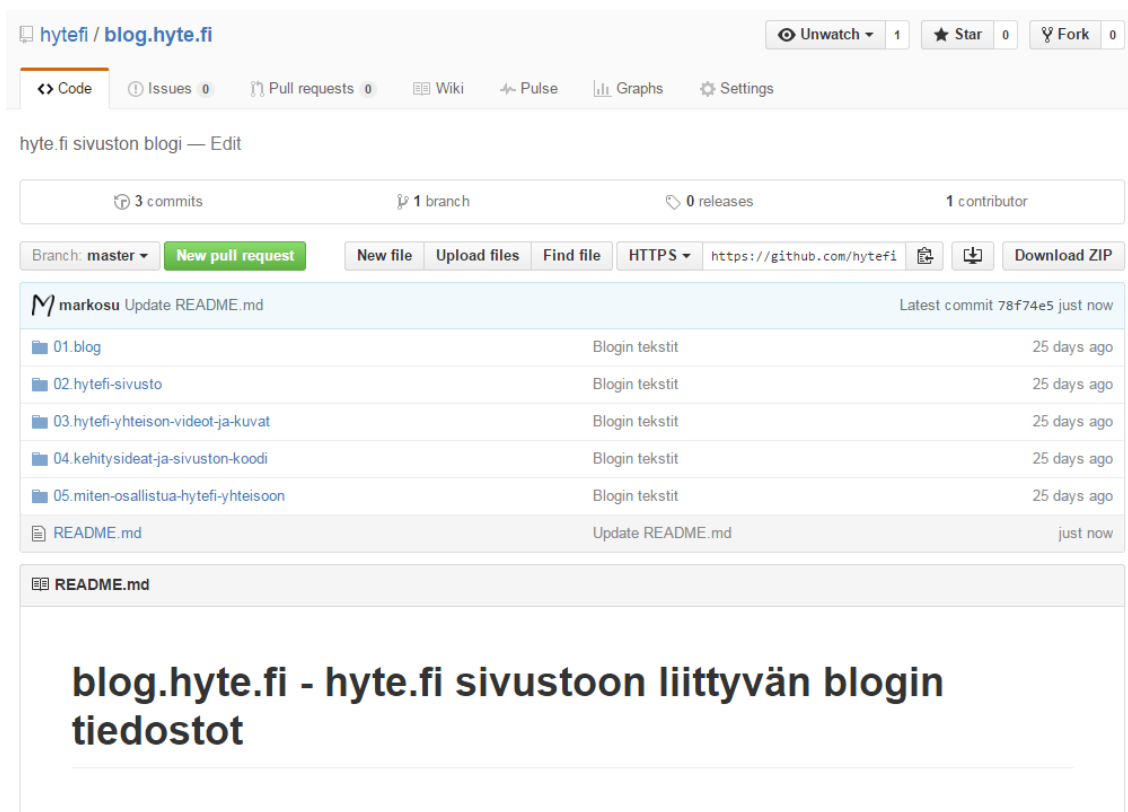 hytefi / blog.hyte.fi Unwatch 1 Star 0 Fork 0
Code Issues 0 Pull requests 0 Wiki Pulse Graphs Settings
hyte.fi sivuston blogi — Edit
3 commits 1 branch 0 releases 1 contributor
Branch: master New pull request New file Upload files Find file HTTPS https://github.com/hytefi Download ZIP
markosu Update README.md Latest commit 78f74e5 just now
01.blog Blogin tekstit 25 days ago
02.hytefi-sivusto Blogin tekstit 25 days ago
03.hytefi-yhteison-videot-ja-kuvat Blogin tekstit 25 days ago
04.kehitysideat-ja-sivuston-koodi Blogin tekstit 25 days ago
05.miten-osallistua-hytefi-yhteisoon Blogin tekstit 25 days ago
README.md Update README.md just now
README.md
blog.hyte.fi - hyte.fi sivustoon liittyvän blogin
tiedostot